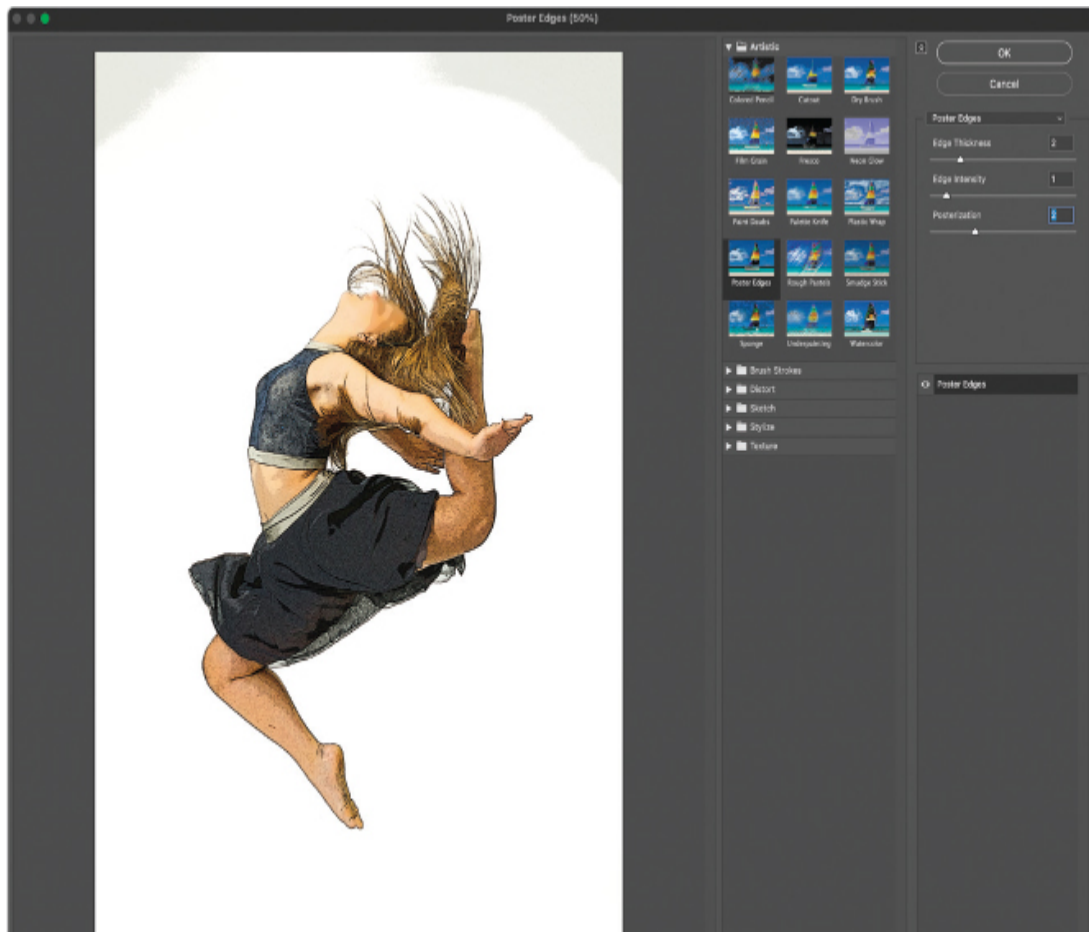 Poster Edges (50%)
Artistic
Colored Pencil
Cutout
Dry Brush
Film Grain
Fresco
Neon Glow
Paint Daubs
Palette Knife
Plastic Wrap
Poster Edges
Rough Pastels
Smudge Stick
Sponge
Underpainting
Watercolor
Brush Strokes
Distort
Sketch
Stylize
Texture
OK
Cancel
Poster Edges
Edge Thickness 2
Edge Intensity 1
Posterization 2
Poster Edges